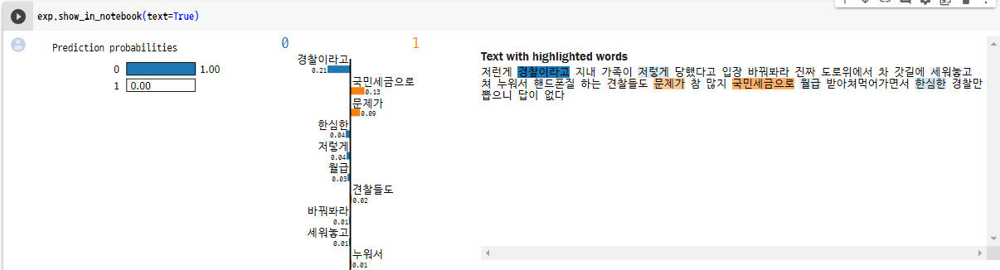 exp.show_in_notebook(text=True)
Prediction probabilities
0 1.00
1 0.00
0 1
경찰이라고
0.21
국민세금으로
0.13
문제가
0.09
한심한
0.04
저렇게
0.04
월급
0.03
견찰들도
0.02
바꿔봐라
0.01
세워놓고
0.01
누워서
0.01
Text with highlighted words
저런게 경찰이라고 지내 가족이 저렇게 당했다고 입장 바꿔봐라 진짜 도로위에서 차 갓길에 세워놓고
쳐 누워서 핸드폰질 하는 견찰들도 문제가 참 많지 국민세금으로 월급 받아쳐먹어가면서 한심한 경찰만
뽑으니 답이 없다